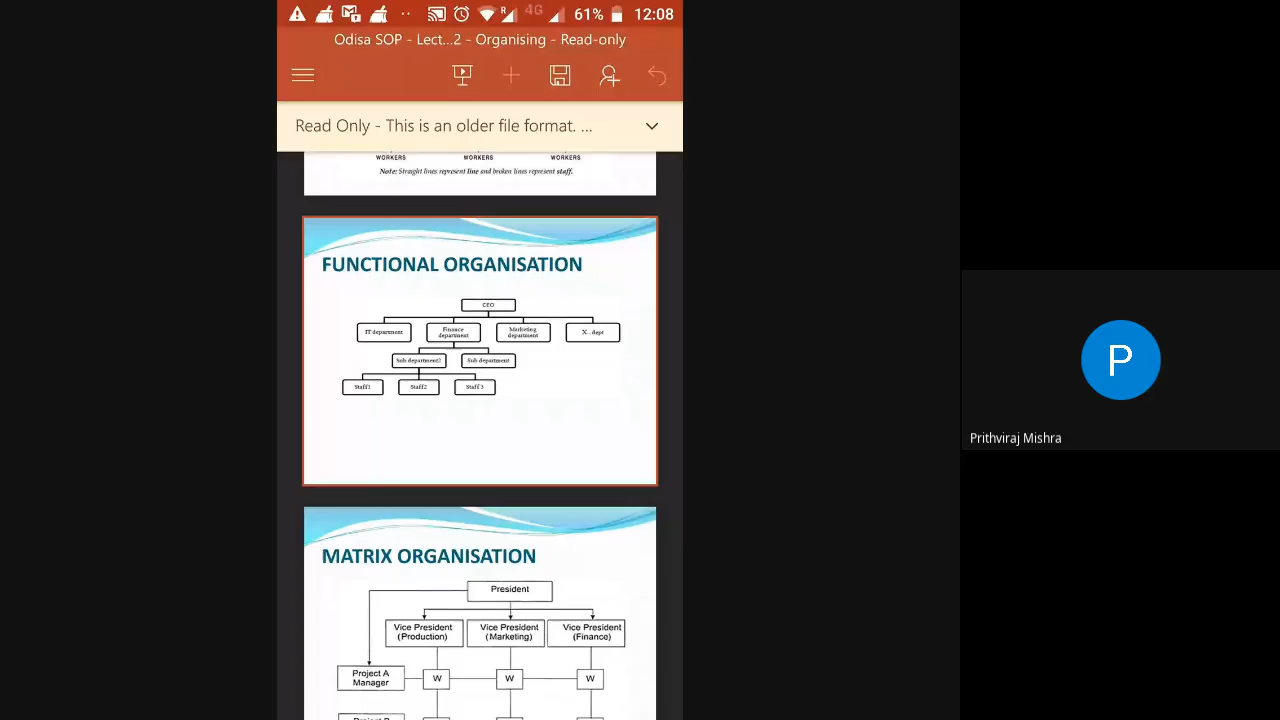 R 4G 61% 12:08
Odisa SOP - Lect...2 - Organising - Read-only
Read Only - This is an older file format. ...
WORKERS WORKERS WORKERS
Note: Straight lines represent line and broken lines represent staff.
FUNCTIONAL ORGANISATION
CEO
IT department Finance department Marketing department X . dept
Sub department2 Sub department
Staff1 Staff2 Staff 3
MATRIX ORGANISATION
President
Vice President Vice President Vice President
(Production) (Marketing) (Finance)
Project A
Manager W W W
P
Prithviraj Mishra